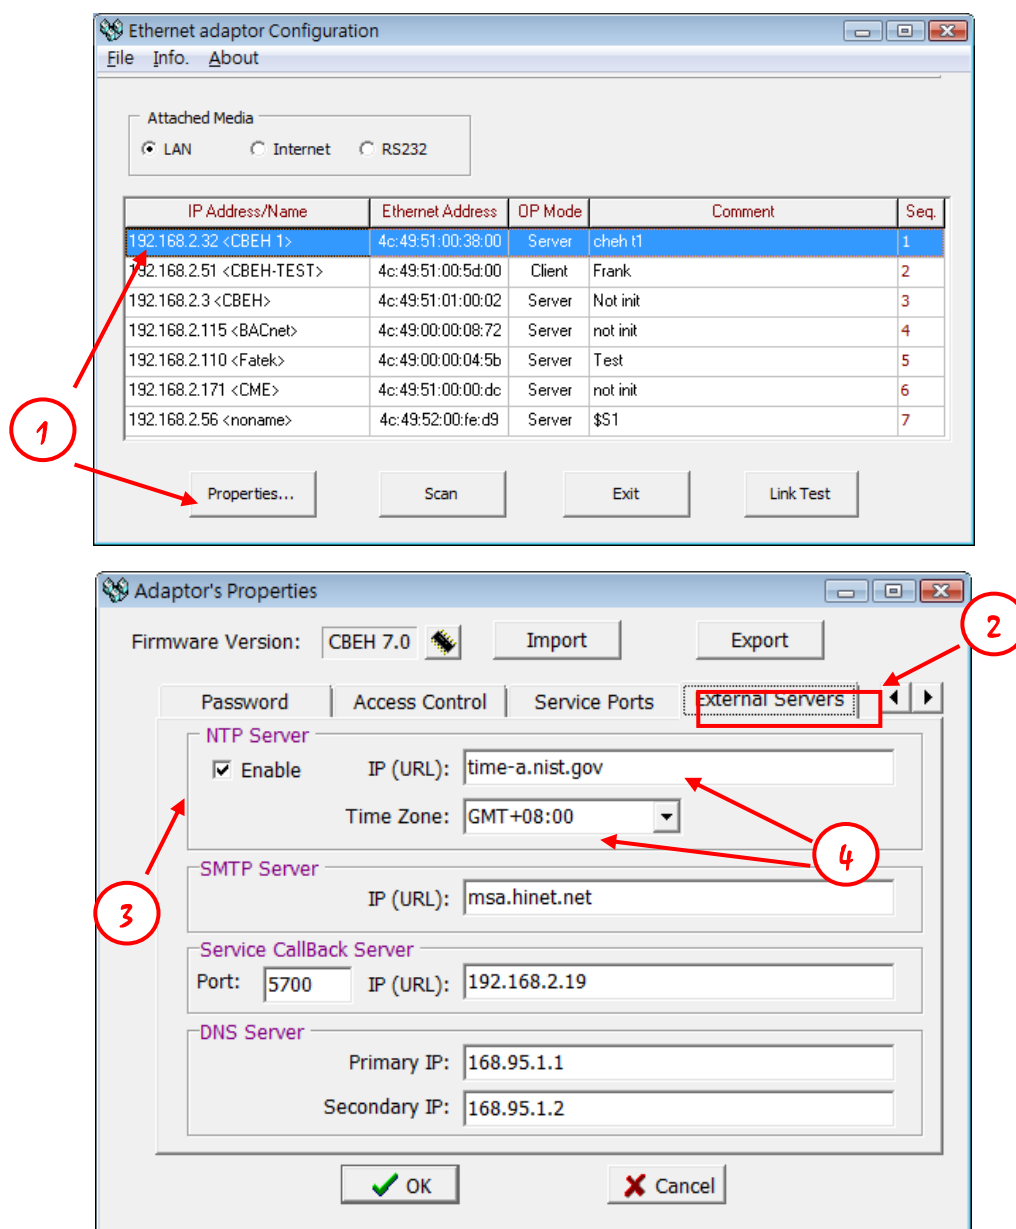 Ethernet adaptor Configuration
File Info. About
Attached Media
LAN Internet RS232
IP Address/Name Ethernet Address OP Mode Comment Seq.
192.168.2.32 <CBEH 1> 4c:49:51:00:38:00 Server cheh t1 1
192.168.2.51 <CBEH-TEST> 4c:49:51:00:5d:00 Client Frank 2
192.168.2.3 <CBEH> 4c:49:51:01:00:02 Server Not init 3
192.168.2.115 <BACnet> 4c:49:00:00:08:72 Server not init 4
192.168.2.110 <Fatek> 4c:49:00:00:04:5b Server Test 5
192.168.2.171 <CME> 4c:49:51:00:00:dc Server not init 6
192.168.2.56 <noname> 4c:49:52:00:fe:d9 Server $S1 7
1
Properties... Scan Exit Link Test
Adaptor's Properties
2
Firmware Version: CBEH 7.0 Import Export
Password Access Control Service Ports External Servers
NTP Server
Enable IP (URL): time-a.nist.gov
Time Zone: GMT+08:00
4
SMTP Server
IP (URL): msa.hinet.net
3
Service CallBack Server
Port: 5700 IP (URL): 192.168.2.19
DNS Server
Primary IP: 168.95.1.1
Secondary IP: 168.95.1.2
OK Cancel